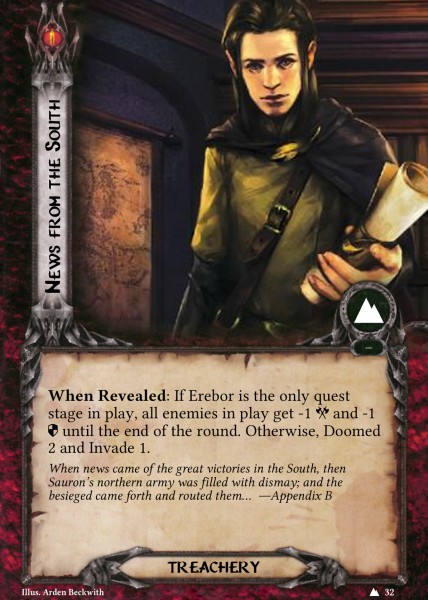 News from the South
When Revealed: If Erebor is the only quest
stage in play, all enemies in play get -1 and -1
until the end of the round. Otherwise, Doomed
2 and Invade 1.
When news came of the great victories in the South, then
Sauron's northern army was filled with dismay; and the
besieged came forth and routed them... —Appendix B
TREACHERY
Illus. Arden Beckwith
32